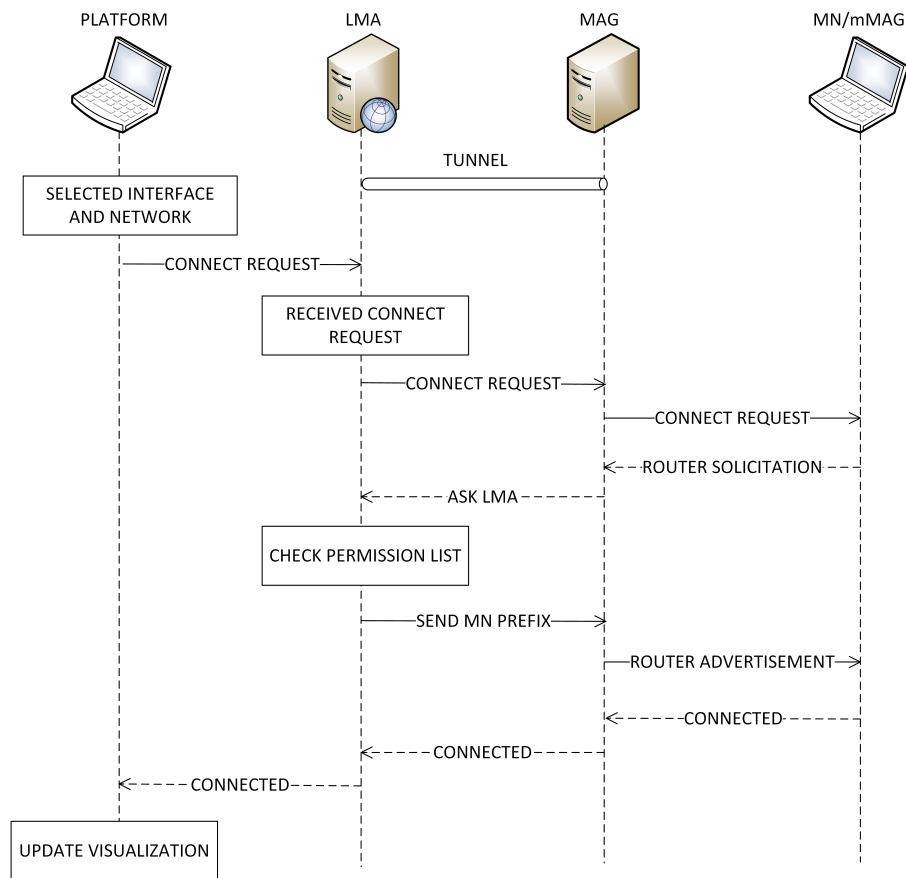 PLATFORM
LMA
MAG
MN/mMAG
TUNNEL
SELECTED INTERFACE
AND NETWORK
CONNECT REQUEST
RECEIVED CONNECT
REQUEST
CONNECT REQUEST
CONNECT REQUEST
ROUTER SOLICITATION
ASK LMA
CHECK PERMISSION LIST
SEND MN PREFIX
ROUTER ADVERTISEMENT
CONNECTED
CONNECTED
CONNECTED
UPDATE VISUALIZATION